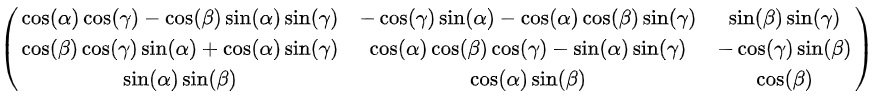 cos(α) cos(γ) − cos(β) sin(α) sin(γ) − cos(γ) sin(α) − cos(α) cos(β) sin(γ) sin(β) sin(γ)
cos(β) cos(γ) sin(α) + cos(α) sin(γ) cos(α) cos(β) cos(γ) − sin(α) sin(γ) − cos(γ) sin(β)
sin(α) sin(β) cos(α) sin(β) cos(β)